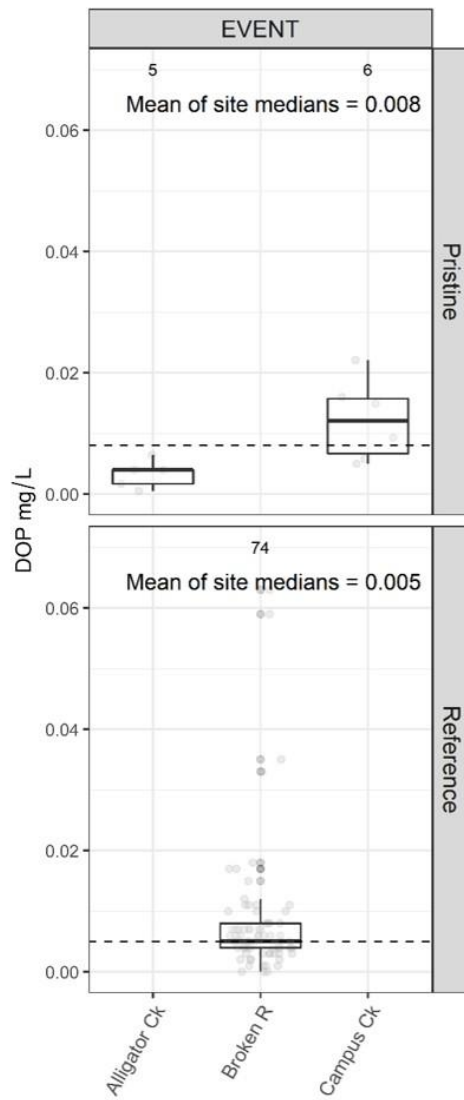 EVENT
5 6
Mean of site medians = 0.008
0.06
0.04
0.02
0.00
Pristine
DOP mg/L
74
Mean of site medians = 0.005
0.06
0.04
0.02
0.00
Reference
Alligator Ck
Broken R
Campus Ck